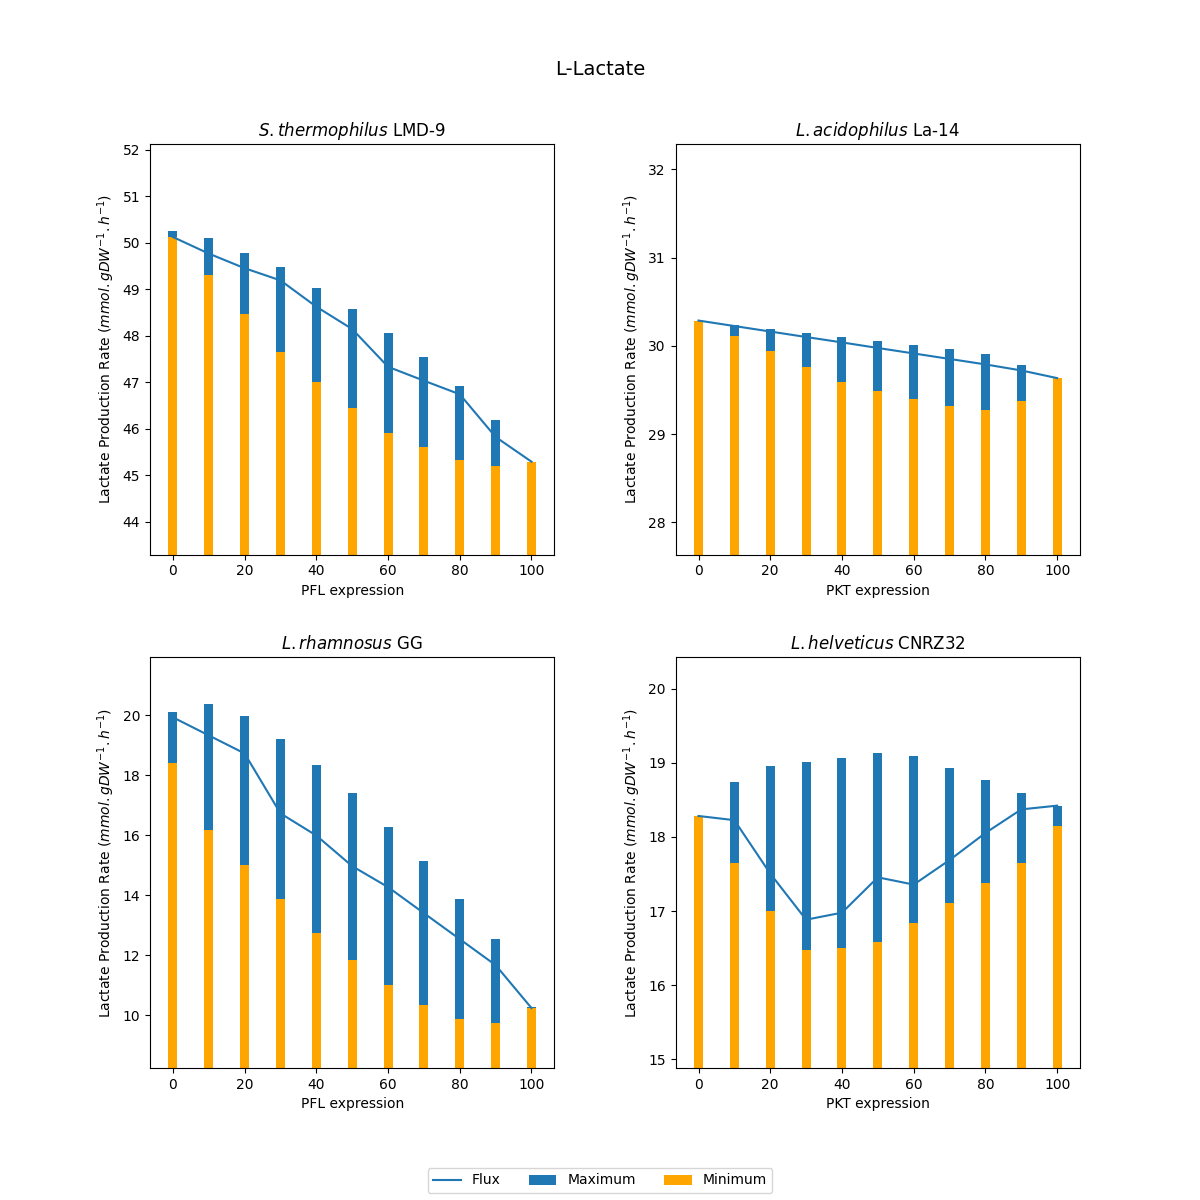 L-Lactate
S. thermophilus LMD-9
Lactate Production Rate (mmol. gDW⁻¹. h⁻¹)
52
51
50
49
48
47
46
45
44
0 20 40 60 80 100
PFL expression
L. acidophilus La-14
Lactate Production Rate (mmol. gDW⁻¹. h⁻¹)
32
31
30
29
28
0 20 40 60 80 100
PKT expression
L. rhamnosus GG
Lactate Production Rate (mmol. gDW⁻¹. h⁻¹)
20
18
16
14
12
10
0 20 40 60 80 100
PFL expression
L. helveticus CNRZ32
Lactate Production Rate (mmol. gDW⁻¹. h⁻¹)
20
19
18
17
16
15
0 20 40 60 80 100
PKT expression
Flux Maximum Minimum